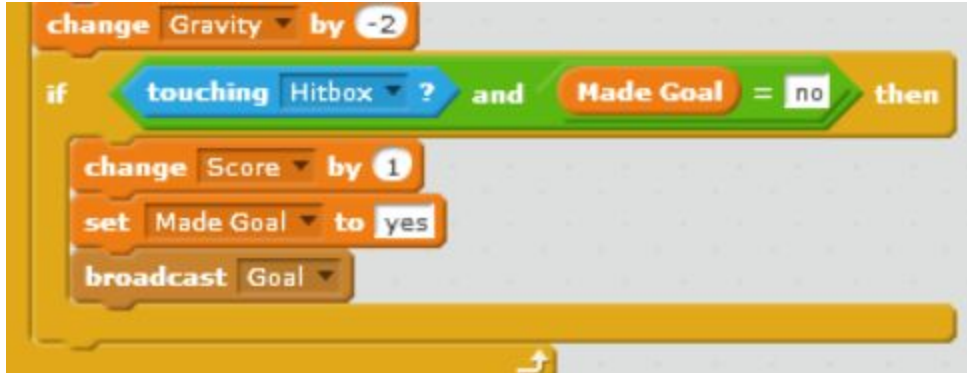 change Gravity by -2
if touching Hitbox ? and Made Goal = no then
change Score by 1
set Made Goal to yes
broadcast Goal